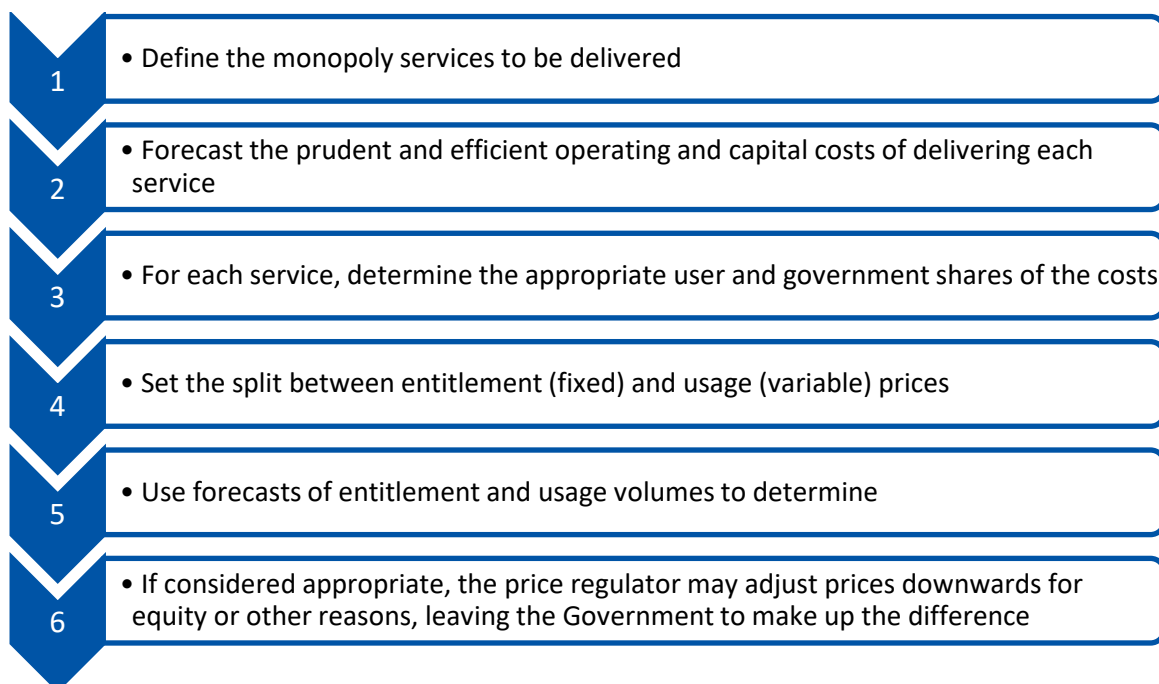 1
• Define the monopoly services to be delivered
2
• Forecast the prudent and efficient operating and capital costs of delivering each
service
3
• For each service, determine the appropriate user and government shares of the costs
4
• Set the split between entitlement (fixed) and usage (variable) prices
5
• Use forecasts of entitlement and usage volumes to determine
6
• If considered appropriate, the price regulator may adjust prices downwards for
equity or other reasons, leaving the Government to make up the difference